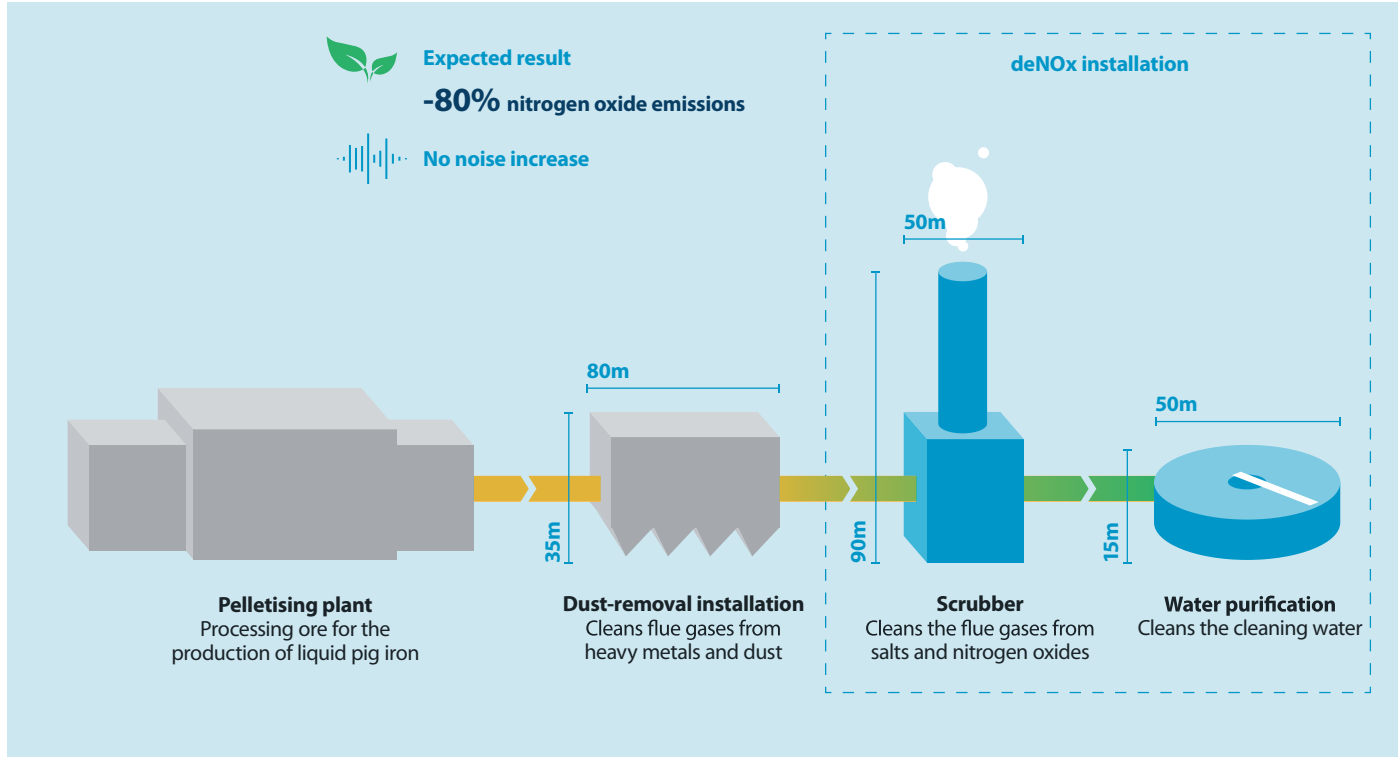 Expected result
-80% nitrogen oxide emissions
No noise increase
deNOx installation
50m
80m
50m
35m
90m
15m
Pelletising plant
Processing ore for the
production of liquid pig iron
Dust-removal installation
Cleans flue gases from
heavy metals and dust
Scrubber
Cleans the flue gases from
salts and nitrogen oxides
Water purification
Cleans the cleaning water